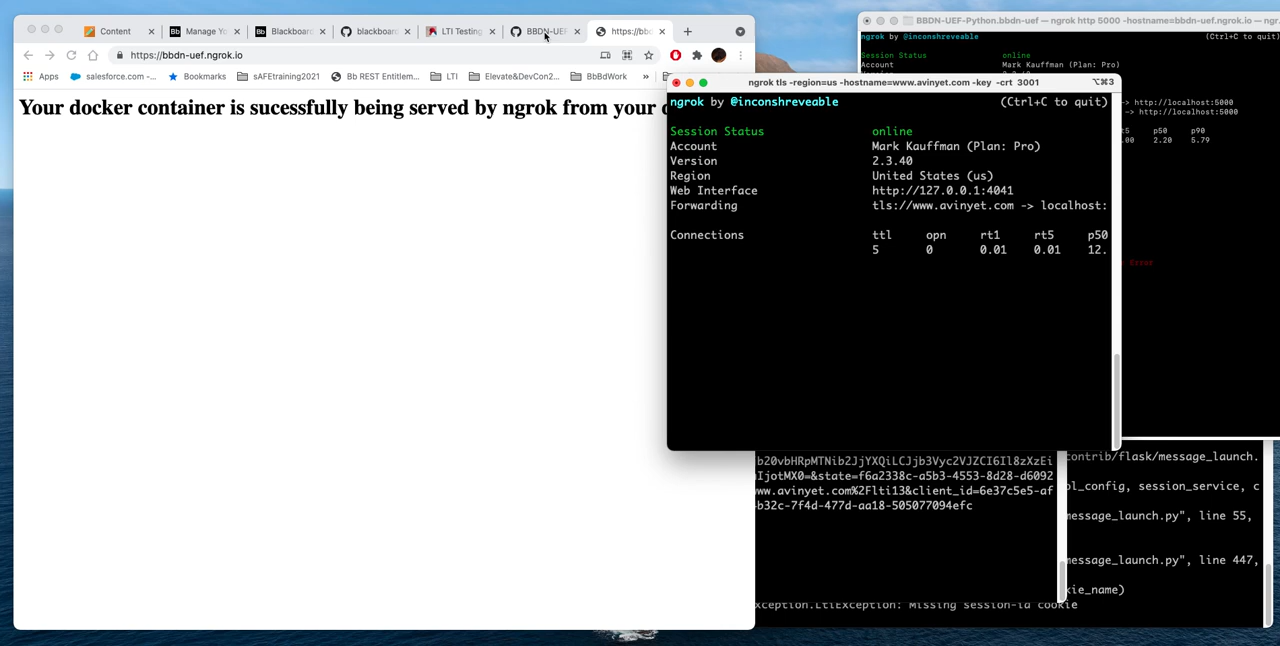 Content
Manage Yo
Blackboar
blackboar
LTI Testing
BBDN-UEF
https://bbd
https://bbdn-uef.ngrok.io
Apps
salesforce.com -...
Bookmarks
sAFEtraining2021
Bb REST Entitlem...
LTI
Elevate&DevCon2...
BbBdWork
»
Your docker container is sucessfully being served by ngrok from your
BBDN-UEF-Python.bbdn-uef — ngrok http 5000 -hostname=bbdn-uef.ngrok.io —
ngrok by @inconshreveable (Ctrl+C to quit)
Session Status online
Account Mark Kauffman (Plan: Pro)
-> http://localhost:5000
-> http://localhost:5000
t5 p50 p90
.00 2.20 5.79
Error
ngrok tls -region=us -hostname=www.avinyet.com -key -crt 3001 ⌥⌘3
ngrok by @inconshreveable (Ctrl+C to quit)
Session Status online
Account Mark Kauffman (Plan: Pro)
Version 2.3.40
Region United States (us)
Web Interface http://127.0.0.1:4041
Forwarding tls://www.avinyet.com -> localhost:
Connections ttl opn rt1 rt5 p50
5 0 0.01 0.01 12.
b20vbHRpMTNib2JjYXQiLCJjb3Vyc2VJZCI6Il8zXzEi
IjotMX0=&state=f6a2338c-a5b3-4553-8d28-d6092
ww.avinyet.com%2Flti13&client_id=6e37c5e5-af
b32c-7f4d-477d-aa18-505077094efc
contrib/flask/message_launch.
ol_config, session_service, c
message_launch.py", line 55,
message_launch.py", line 447,
kie_name)
xception.LtiException: Missing session-id cookie